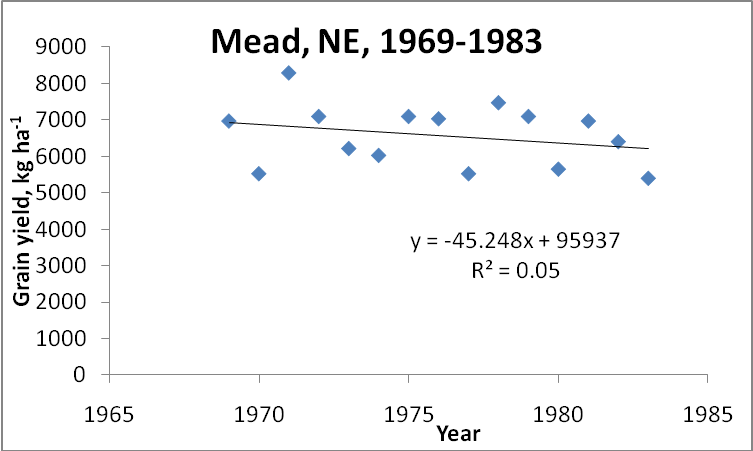 Mead, NE, 1969-1983
Grain yield, kg ha⁻¹
9000
8000
7000
6000
5000
4000
3000
2000
1000
0
y = -45.248x + 95937
R² = 0.05
1965 1970 1975 1980 1985
Year